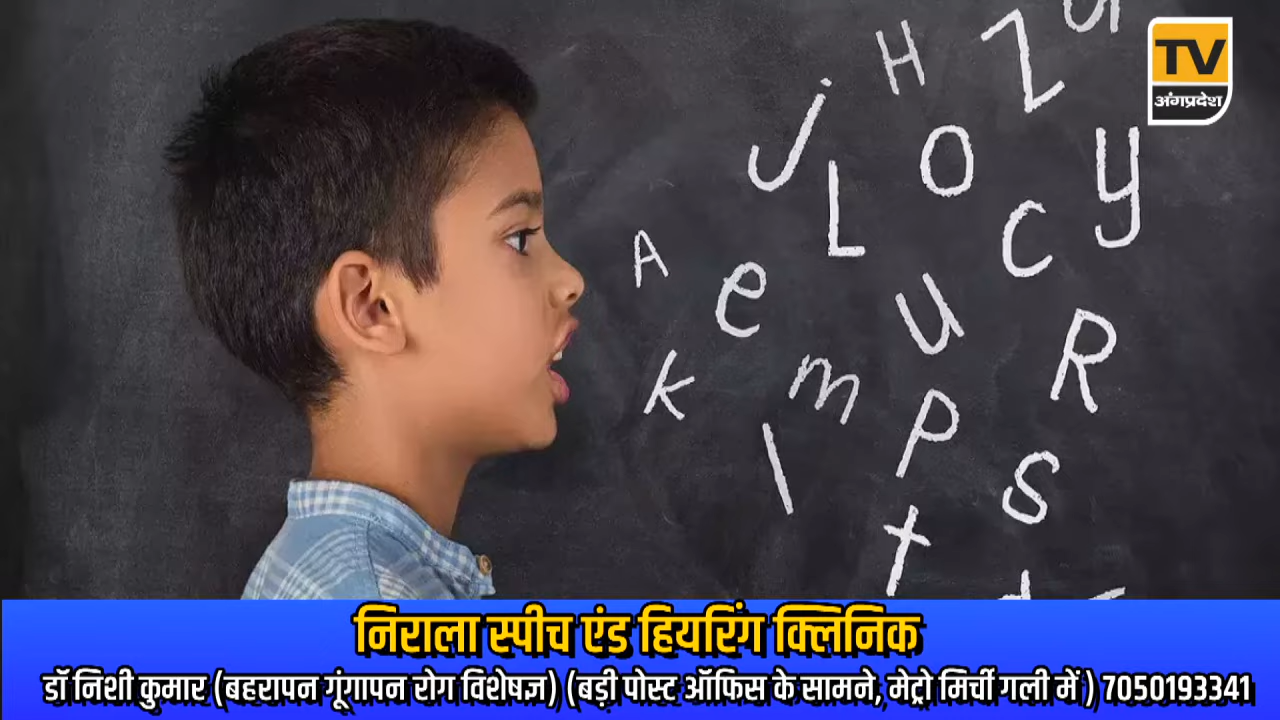 H
Z
a
TV
अंगप्रदेश
j
L
O
y
A
e
c
u
k
m
R
l
P
S
t
निराला स्पीच एंड हियरिंग क्लिनिक
डॉ निशी कुमार (बहरापन गूंगापन रोग विशेषज्ञ) (बड़ी पोस्ट ऑफिस के सामने, मेट्रो मिर्ची गली में ) 7050193341